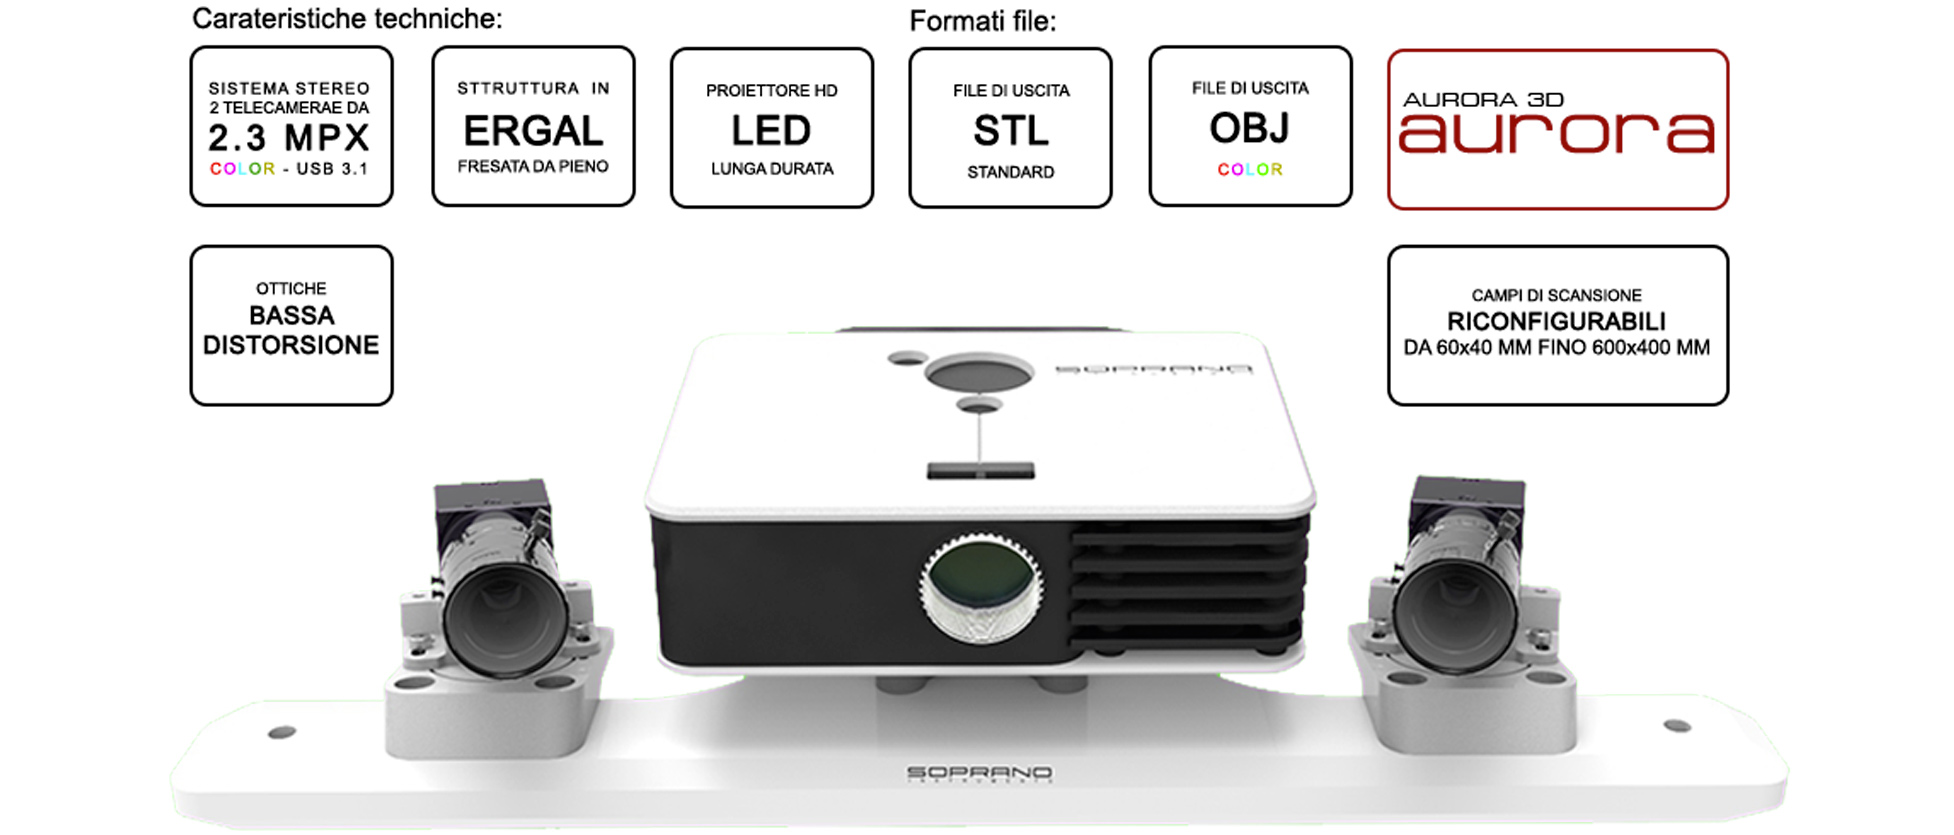 Carateristiche tecniche:
Formati file:
SISTEMA STEREO
2 TELECAMERAE DA
2.3 MPX
COLOR - USB 3.1
STTRUTTURA IN
ERGAL
FRESATA DA PIENO
PROIETTORE HD
LED
LUNGA DURATA
FILE DI USCITA
STL
STANDARD
FILE DI USCITA
OBJ
COLOR
AURORA 3D
aurora
OTTICHE
BASSA
DISTORSIONE
CAMPI DI SCANSIONE
RICONFIGURABILI
DA 60x40 MM FINO 600x400 MM
SOPRANO
SOPRANO
INSTRUMENTS